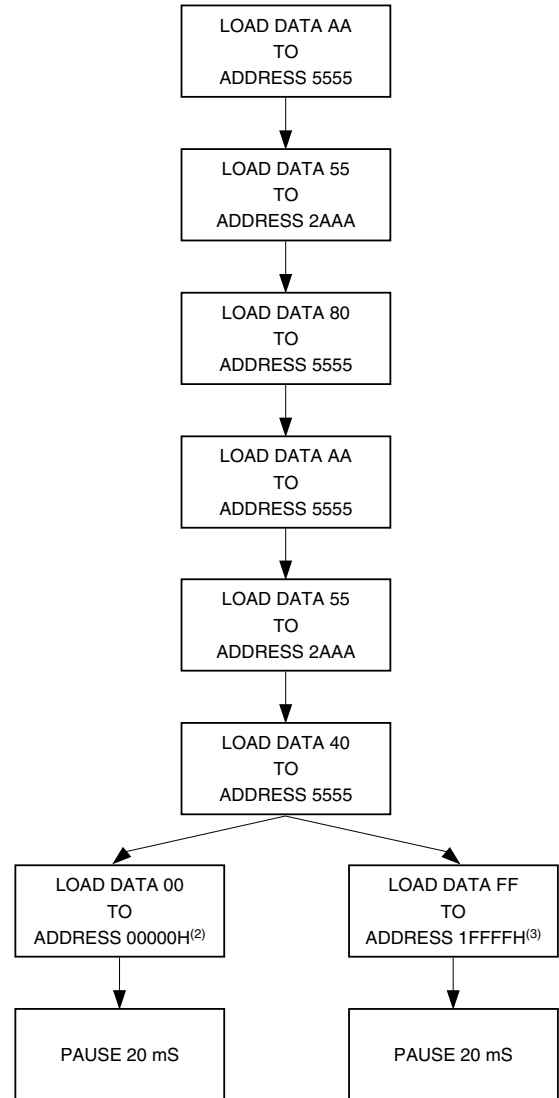 LOAD DATA AA
TO
ADDRESS 5555
LOAD DATA 55
TO
ADDRESS 2AAA
LOAD DATA 80
TO
ADDRESS 5555
LOAD DATA AA
TO
ADDRESS 5555
LOAD DATA 55
TO
ADDRESS 2AAA
LOAD DATA 40
TO
ADDRESS 5555
LOAD DATA 00
TO
ADDRESS 00000H(2)
PAUSE 20 mS
LOAD DATA FF
TO
ADDRESS 1FFFFH(3)
PAUSE 20 mS